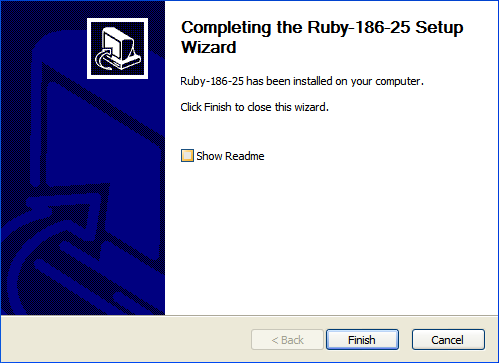 Completing the Ruby-186-25 Setup
Wizard
Ruby-186-25 has been installed on your computer.
Click Finish to close this wizard.
Show Readme
< Back
Finish
Cancel